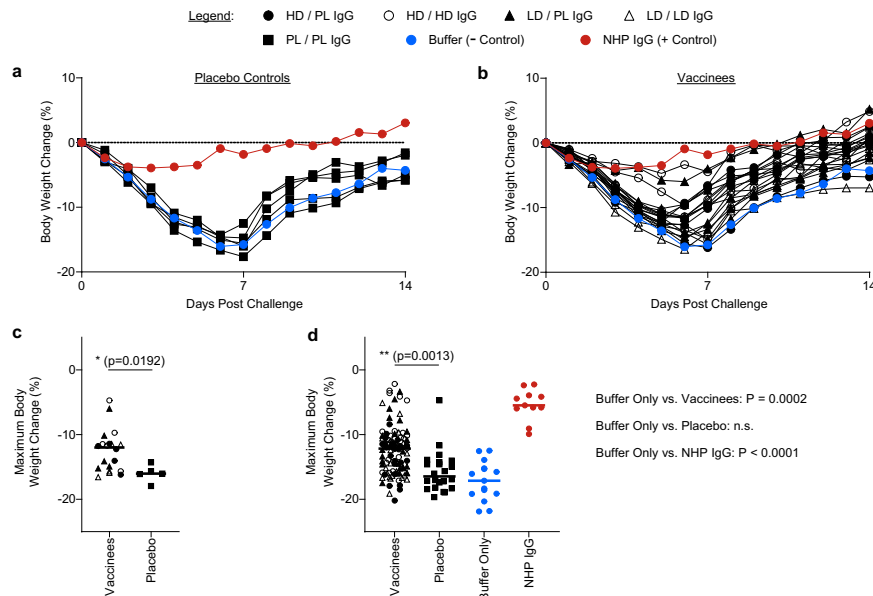 Legend: HD / PL IgG HD / HD IgG LD / PL IgG LD / LD IgG
PL / PL IgG Buffer (– Control) NHP IgG (+ Control)
a Placebo Controls
10
0
-10
-20
Body Weight Change (%)
0 7 14
Days Post Challenge
b Vaccinees
10
0
-10
-20
Body Weight Change (%)
0 7 14
Days Post Challenge
c
* (p=0.0192)
0
-10
-20
Maximum Body
Weight Change (%)
Vaccinees
Placebo
d
** (p=0.0013)
0
-10
-20
Maximum Body
Weight Change (%)
Vaccinees
Placebo
Buffer Only
NHP IgG
Buffer Only vs. Vaccinees: P = 0.0002
Buffer Only vs. Placebo: n.s.
Buffer Only vs. NHP IgG: P < 0.0001